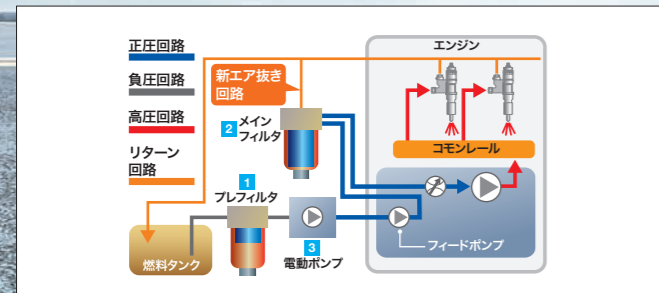 正圧回路
負圧回路
高圧回路
リターン
回路
新エア抜き
回路
エンジン
2 メイン
フィルタ
コモンレール
1
プレフィルタ
3
電動ポンプ
フィードポンプ
燃料タンク